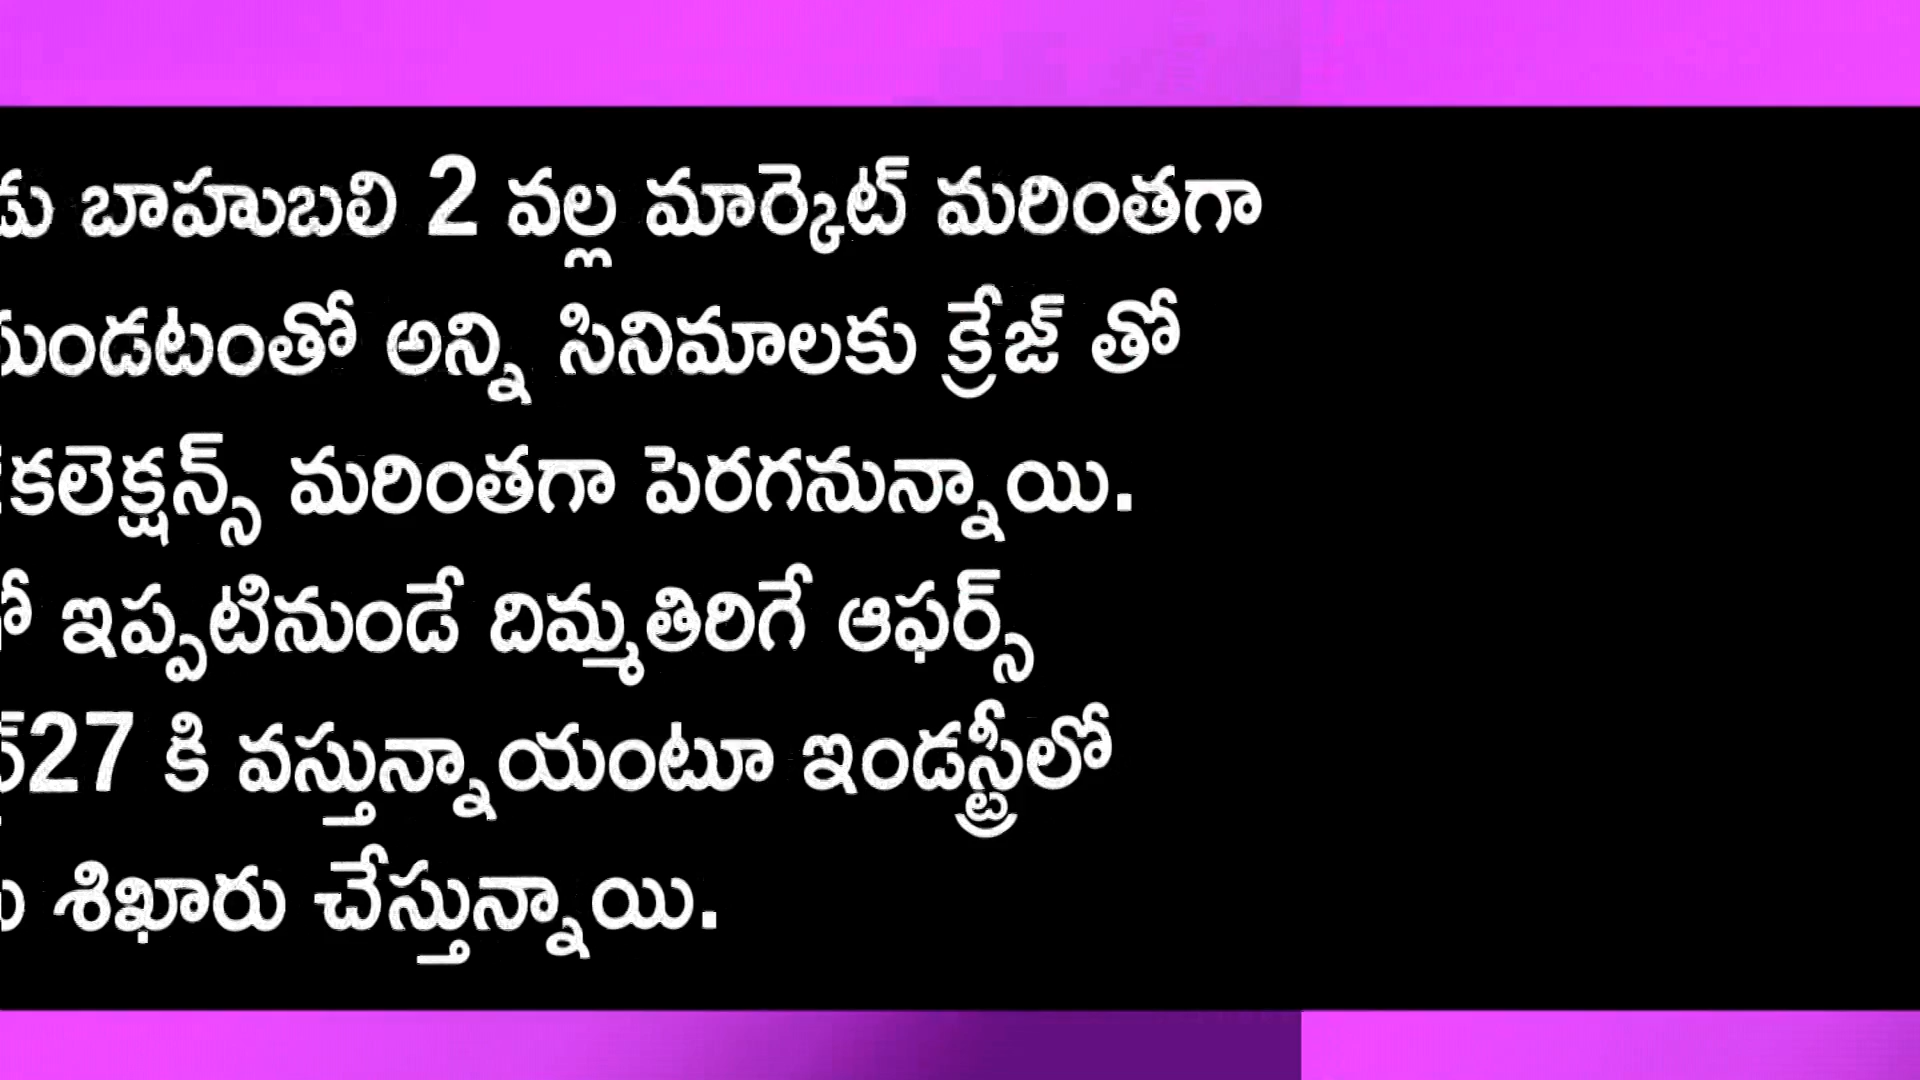 బాహుబలి 2 వల్ల మార్కెట్ మరింతగా
అన్ని సినిమాలకు క్రేజ్ తో
కలెక్షన్స్ మరింతగా పెరగనున్నాయి.
ఇప్పటినుండే దిమ్మతిరిగే ఆఫర్స్
27 కి వస్తున్నాయంటూ ఇండస్ట్రీలో
శిఖారు చేస్తున్నాయి.